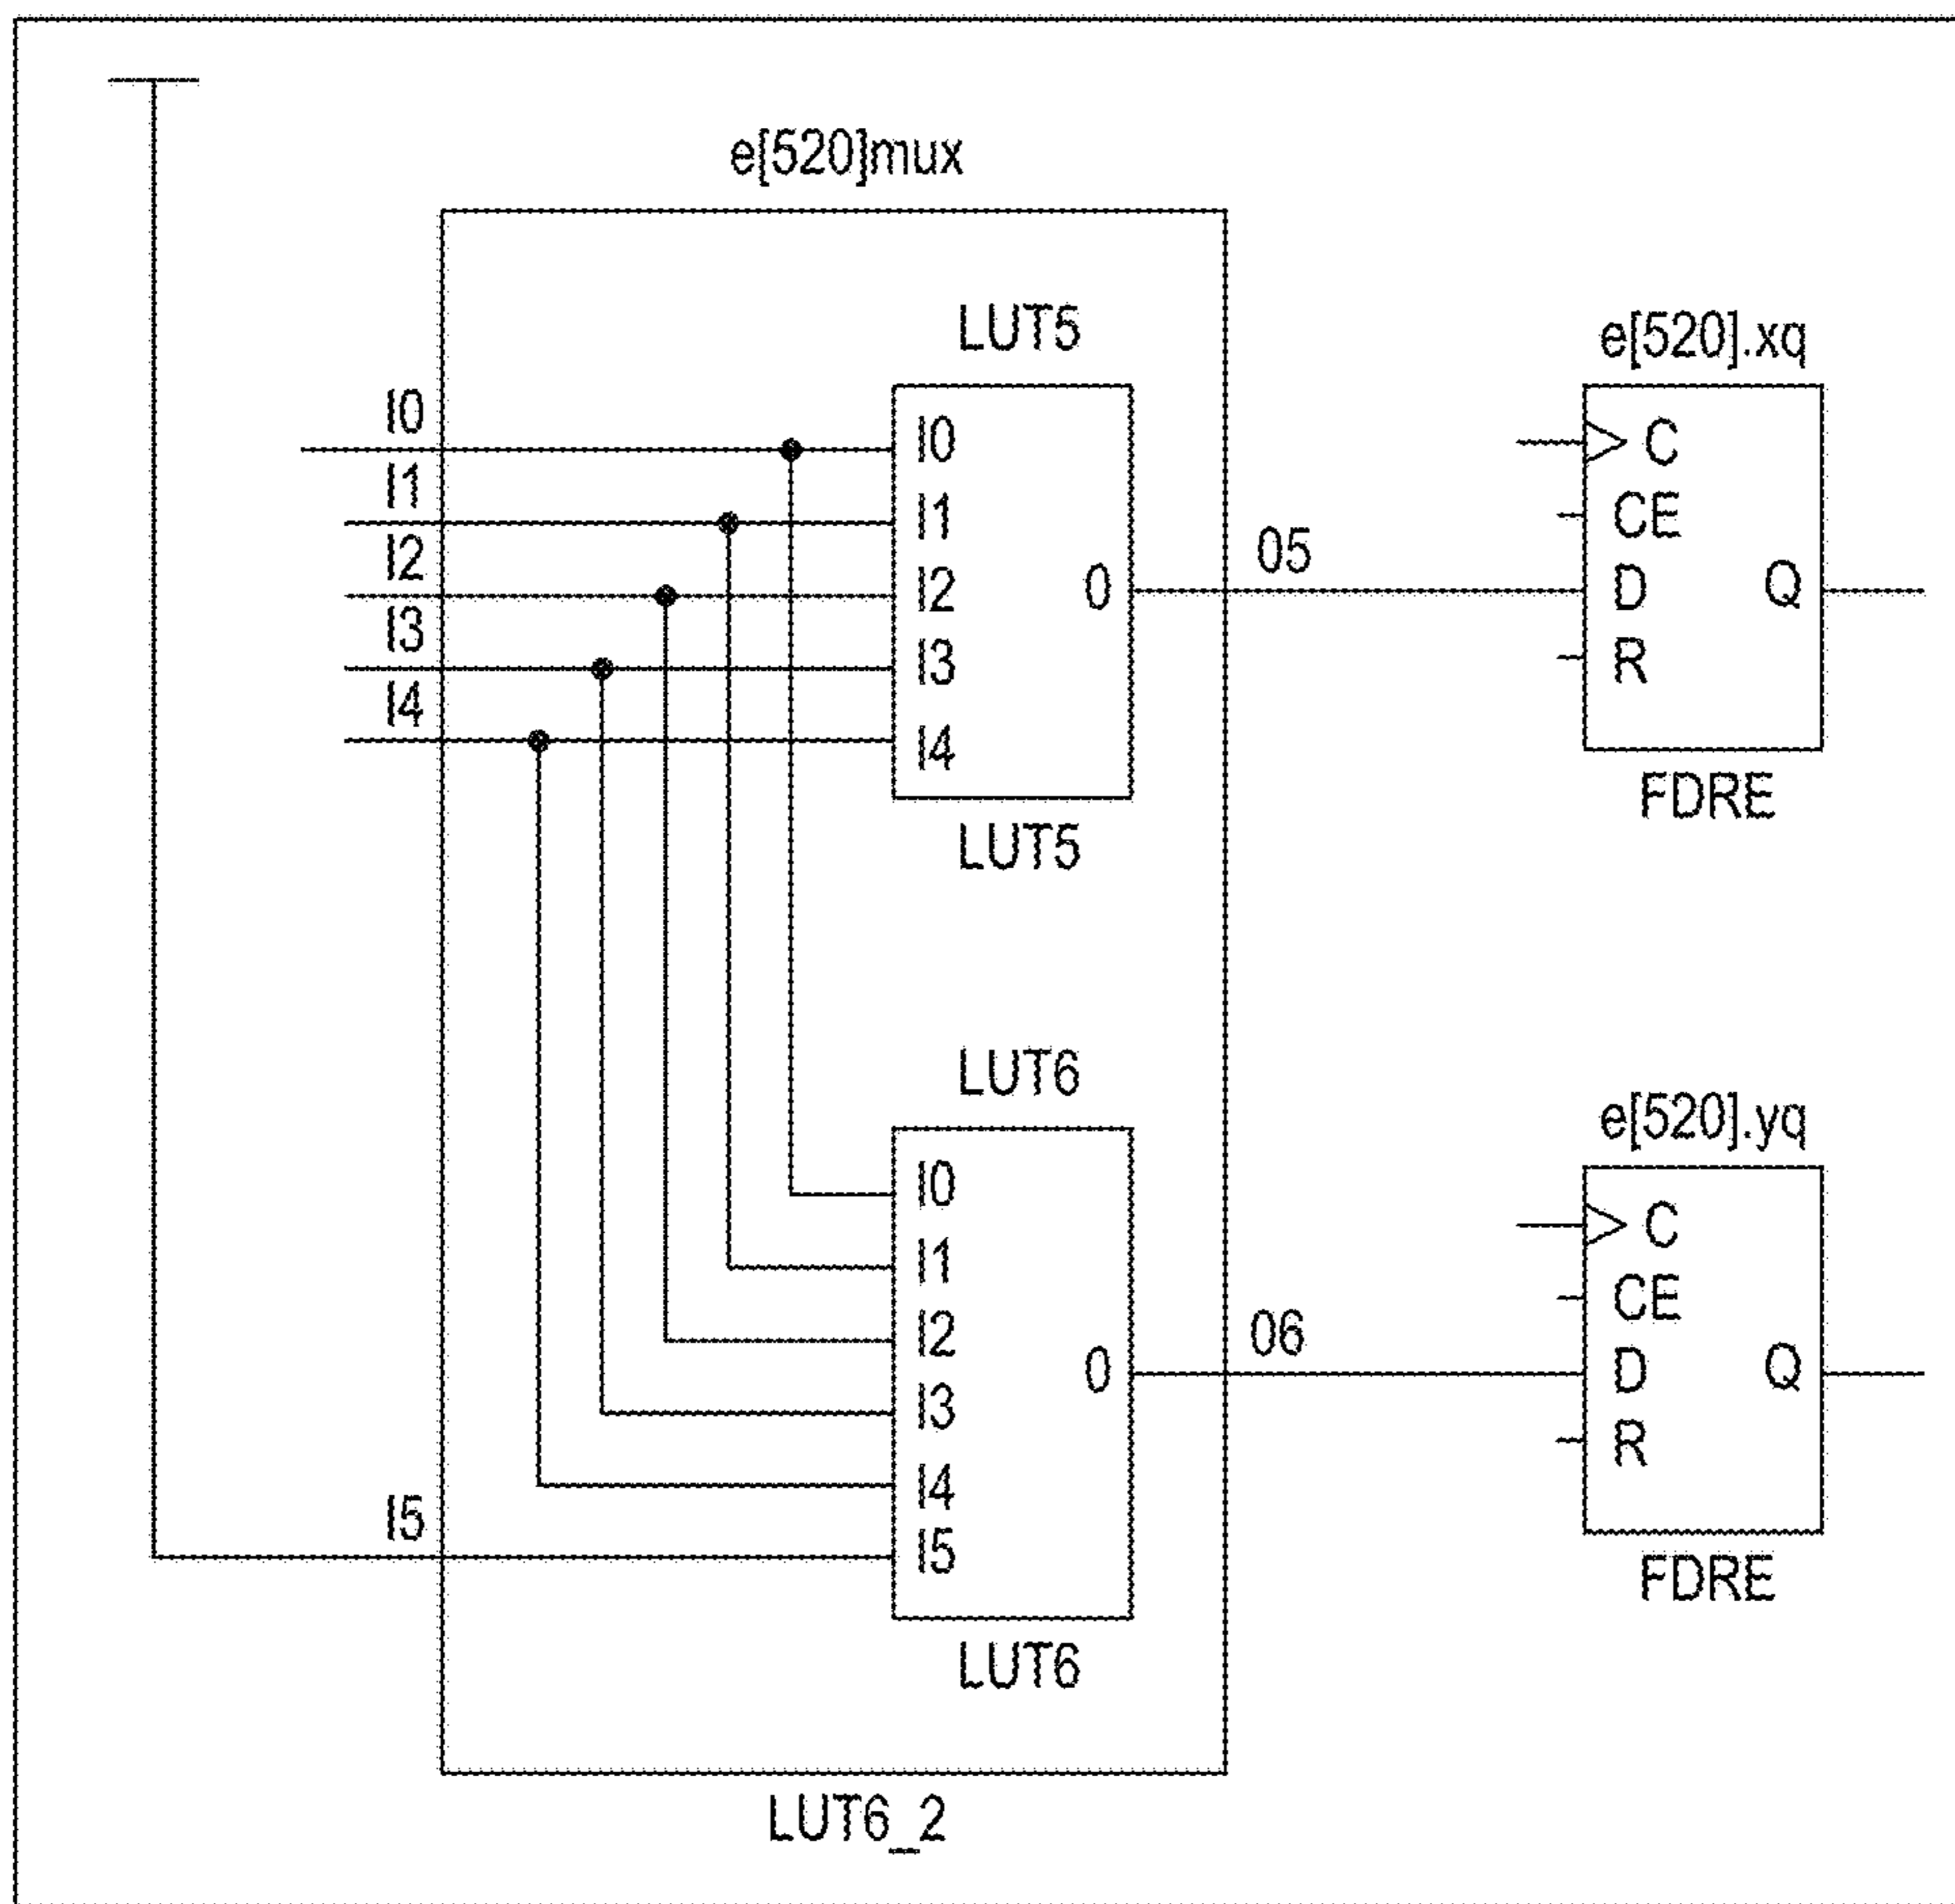 e[520]mux
LUT5
e[520].xq
I0
I0
C
I1
I1
CE
I2
05
I2
0
D
Q
I3
I3
R
I4
I4
FDRE
LUT5
LUT6
e[520].yq
I0
C
I1
CE
I2
06
0
D
Q
I3
R
I4
I5
I5
FDRE
LUT6
LUT6_2